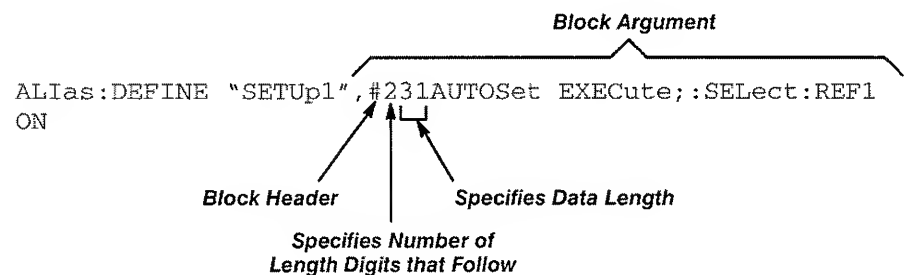 Block Argument
ALIas:DEFINE “SETUp1”,#231AUTOSet EXECute;:SELect:REF1
ON
Block Header
Specifies Data Length
Specifies Number of
Length Digits that Follow